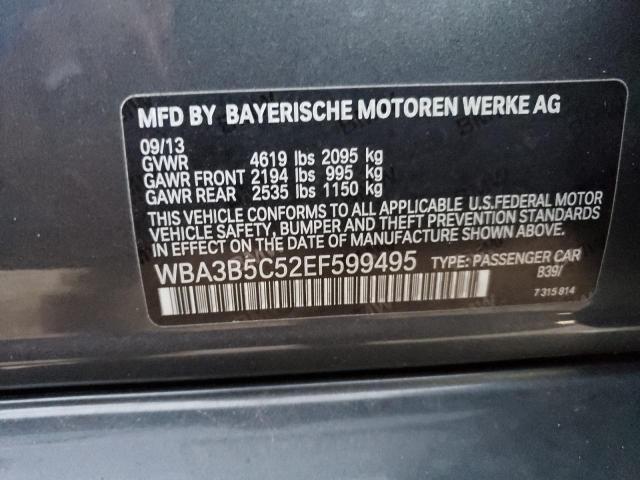 MFD BY BAYERISCHE MOTOREN WERKE AG
09/13
GVWR 4619 lbs 2095 kg
GAWR FRONT 2194 lbs 995 kg
GAWR REAR 2535 lbs 1150 kg
THIS VEHICLE CONFORMS TO ALL APPLICABLE U.S.FEDERAL MOTOR
VEHICLE SAFETY, BUMPER AND THEFT PREVENTION STANDARDS
IN EFFECT ON THE DATE OF MANUFACTURE SHOWN ABOVE.
WBA3B5C52EF599495 TYPE: PASSENGER CAR
B39/
7 315 814